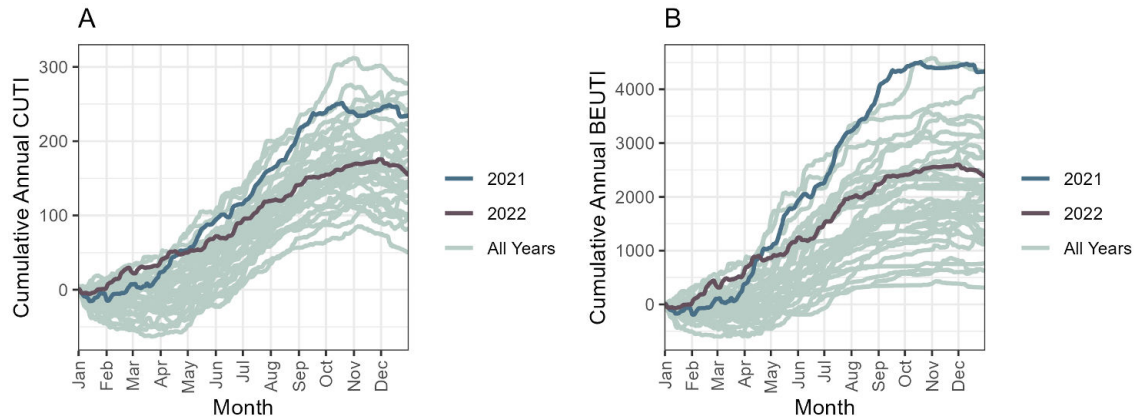 A
Cumulative Annual CUTI
300
200
100
0
Jan Feb Mar Apr May Jun Jul Aug Sep Oct Nov Dec
Month
2021
2022
All Years
B
Cumulative Annual BEUTI
4000
3000
2000
1000
0
Jan Feb Mar Apr May Jun Jul Aug Sep Oct Nov Dec
Month
2021
2022
All Years